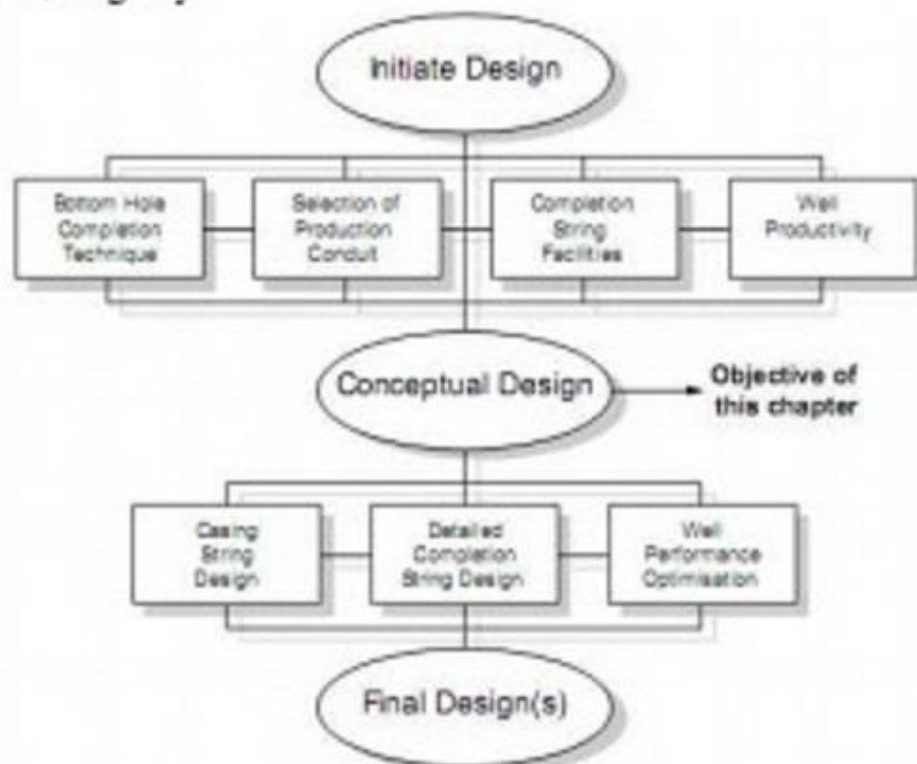 Initiate Design
Bottom Hole
Completion
Technique
Selection of
Production
Conduit
Completion
String
Facilities
Well
Productivity
Conceptual Design
Objective of
this chapter
Casing
String
Design
Detailed
Completion
String Design
Well
Performance
Optimisation
Final Design(s)